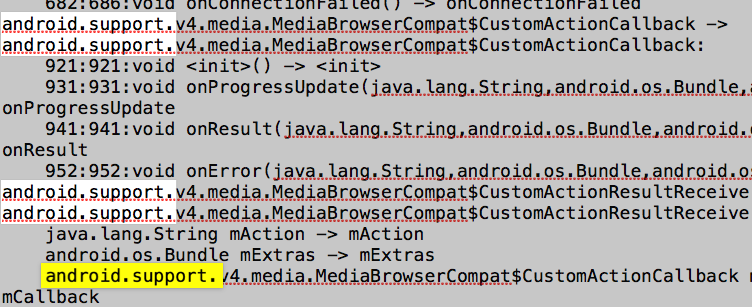 682:686:void onConnectionFailed() -> onConnectionFailed
android.support.v4.media.MediaBrowserCompat$CustomActionCallback ->
android.support.v4.media.MediaBrowserCompat$CustomActionCallback:
921:921:void <init>() -> <init>
931:931:void onProgressUpdate(java.lang.String,android.os.Bundle,
onProgressUpdate
941:941:void onResult(java.lang.String,android.os.Bundle,android.
onResult
952:952:void onError(java.lang.String,android.os.Bundle,android.os
android.support.v4.media.MediaBrowserCompat$CustomActionResultReceive
android.support.v4.media.MediaBrowserCompat$CustomActionResultReceive
java.lang.String mAction -> mAction
android.os.Bundle mExtras -> mExtras
android.support.v4.media.MediaBrowserCompat$CustomActionCallback
mCallback